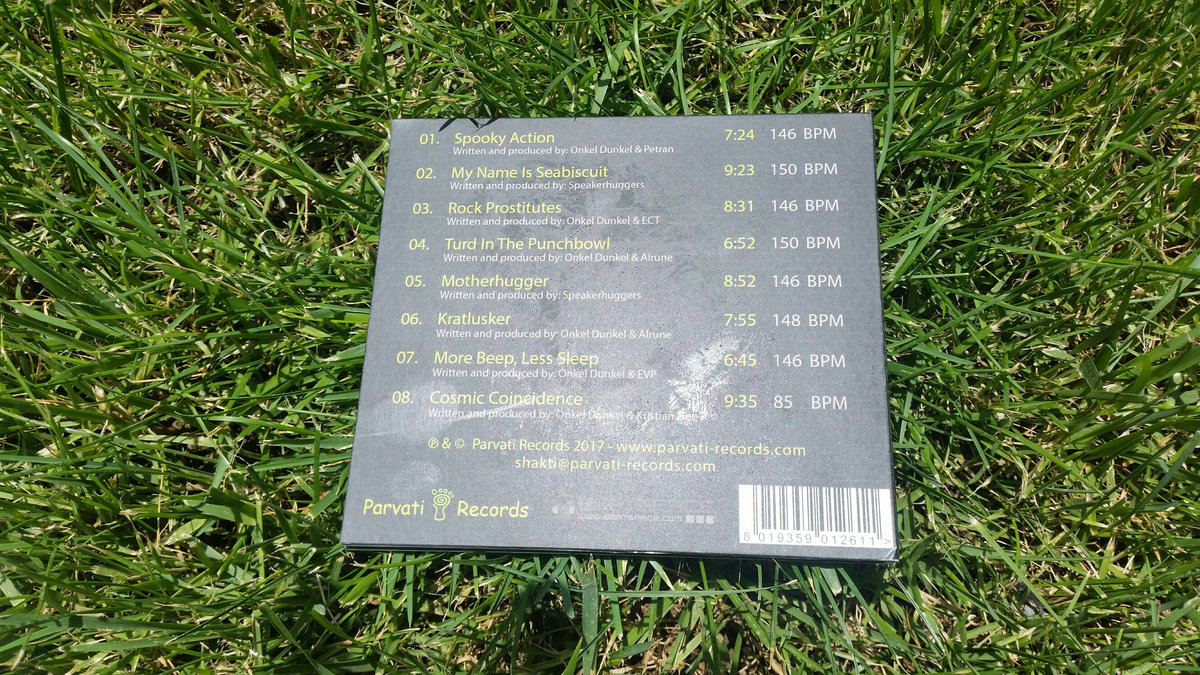 01. Spooky Action 7:24 146 BPM
Written and produced by: Onkel Dunkel & Petran
02. My Name Is Seabiscuit 9:23 150 BPM
Written and produced by: Speakerhuggers
03. Rock Prostitutes 8:31 146 BPM
Written and produced by: Onkel Dunkel & ECT
04. Turd In The Punchbowl 6:52 150 BPM
Written and produced by: Onkel Dunkel & Alrune
05. Motherhugger 8:52 146 BPM
Written and produced by: Speakerhuggers
06. Kratlusker 7:55 148 BPM
Written and produced by: Onkel Dunkel & Alrune
07. More Beep, Less Sleep 6:45 146 BPM
Written and produced by: Onkel Dunkel & EVP
08. Cosmic Coincidence 9:35 85 BPM
Written and produced by: Onkel Dunkel & Kristian
℗ & © Parvati Records 2017 - www.parvati-records.com
shakti@parvati-records.com
Parvati Records
www.beatspace.com
8 019359 012611 >